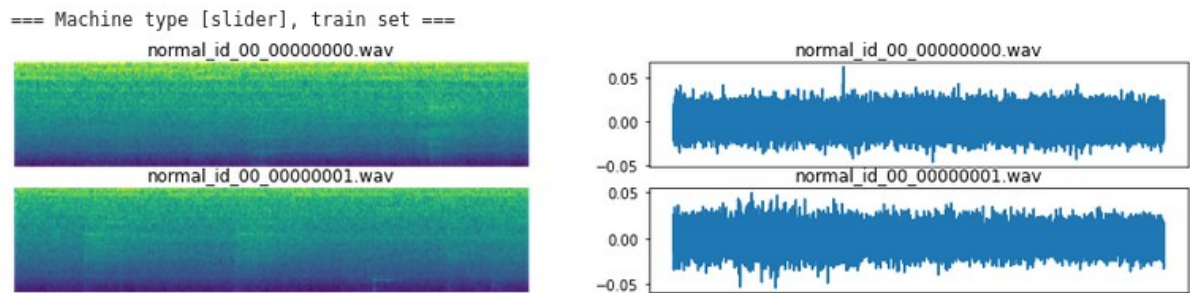 === Machine type [slider], train set ===
normal_id_00_00000000.wav
normal_id_00_00000000.wav
0.05
0.00
−0.05
normal_id_00_00000001.wav
normal_id_00_00000001.wav
0.05
0.00
−0.05